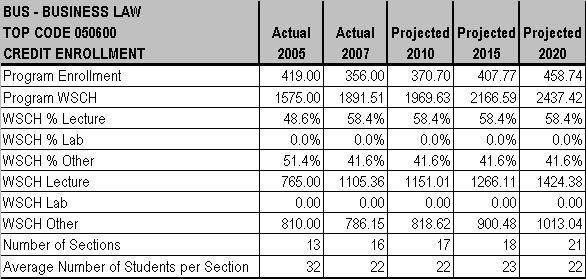 BUS - BUSINESS LAW
TOP CODE 050600 Actual Actual Projected Projected Projected
CREDIT ENROLLMENT 2005 2007 2010 2015 2020
Program Enrollment 419.00 356.00 370.70 407.77 458.74
Program WSCH 1575.00 1891.51 1969.63 2166.59 2437.42
WSCH % Lecture 48.6% 58.4% 58.4% 58.4% 58.4%
WSCH % Lab 0.0% 0.0% 0.0% 0.0% 0.0%
WSCH % Other 51.4% 41.6% 41.6% 41.6% 41.6%
WSCH Lecture 765.00 1105.36 1151.01 1266.11 1424.38
WSCH Lab 0.00 0.00 0.00 0.00 0.00
WSCH Other 810.00 786.15 818.62 900.48 1013.04
Number of Sections 13 16 17 18 21
Average Number of Students per Section 32 22 22 23 22